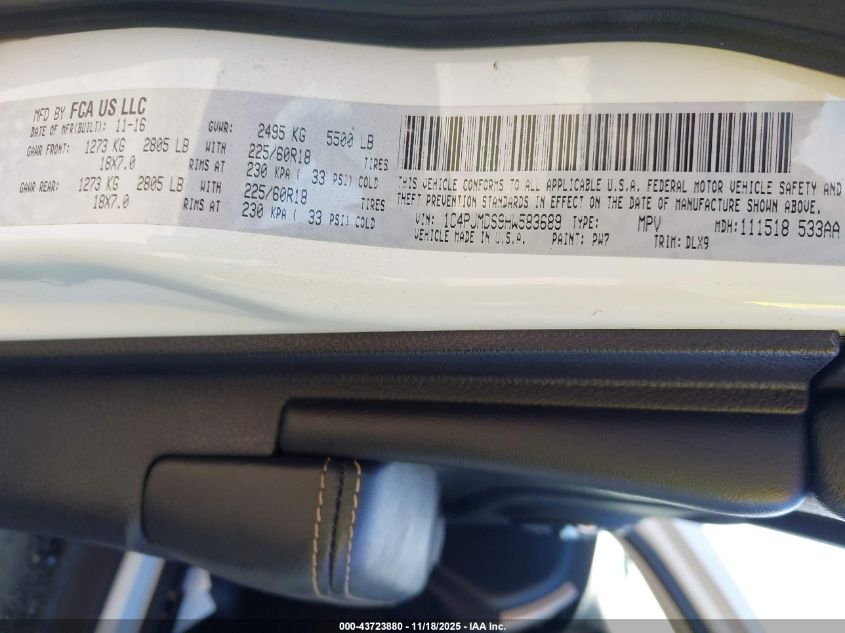 MFD BY FCA US LLC
DATE OF MFR(BUILT): 11-16 GVWR: 2495 KG 5500 LB
GAWR FRONT: 1273 KG 2805 LB WITH 225/60R18 TIRES
18X7.0 RIMS AT 230 KPA ( 33 PSI) COLD
GAWR REAR: 1273 KG 2805 LB WITH 225/60R18 TIRES
18X7.0 RIMS AT 230 KPA ( 33 PSI) COLD
THIS VEHICLE CONFORMS TO ALL APPLICABLE U.S.A. FEDERAL MOTOR VEHICLE SAFETY AND
THEFT PREVENTION STANDARDS IN EFFECT ON THE DATE OF MANUFACTURE SHOWN ABOVE.
VIN: 1C4PJMDS9HW583689 TYPE: MPV MDH:111518 533AA
VEHICLE MADE IN U.S.A. PAINT: PW7 TRIM: DLX9
000-43723880 - 11/18/2025 - IAA Inc.